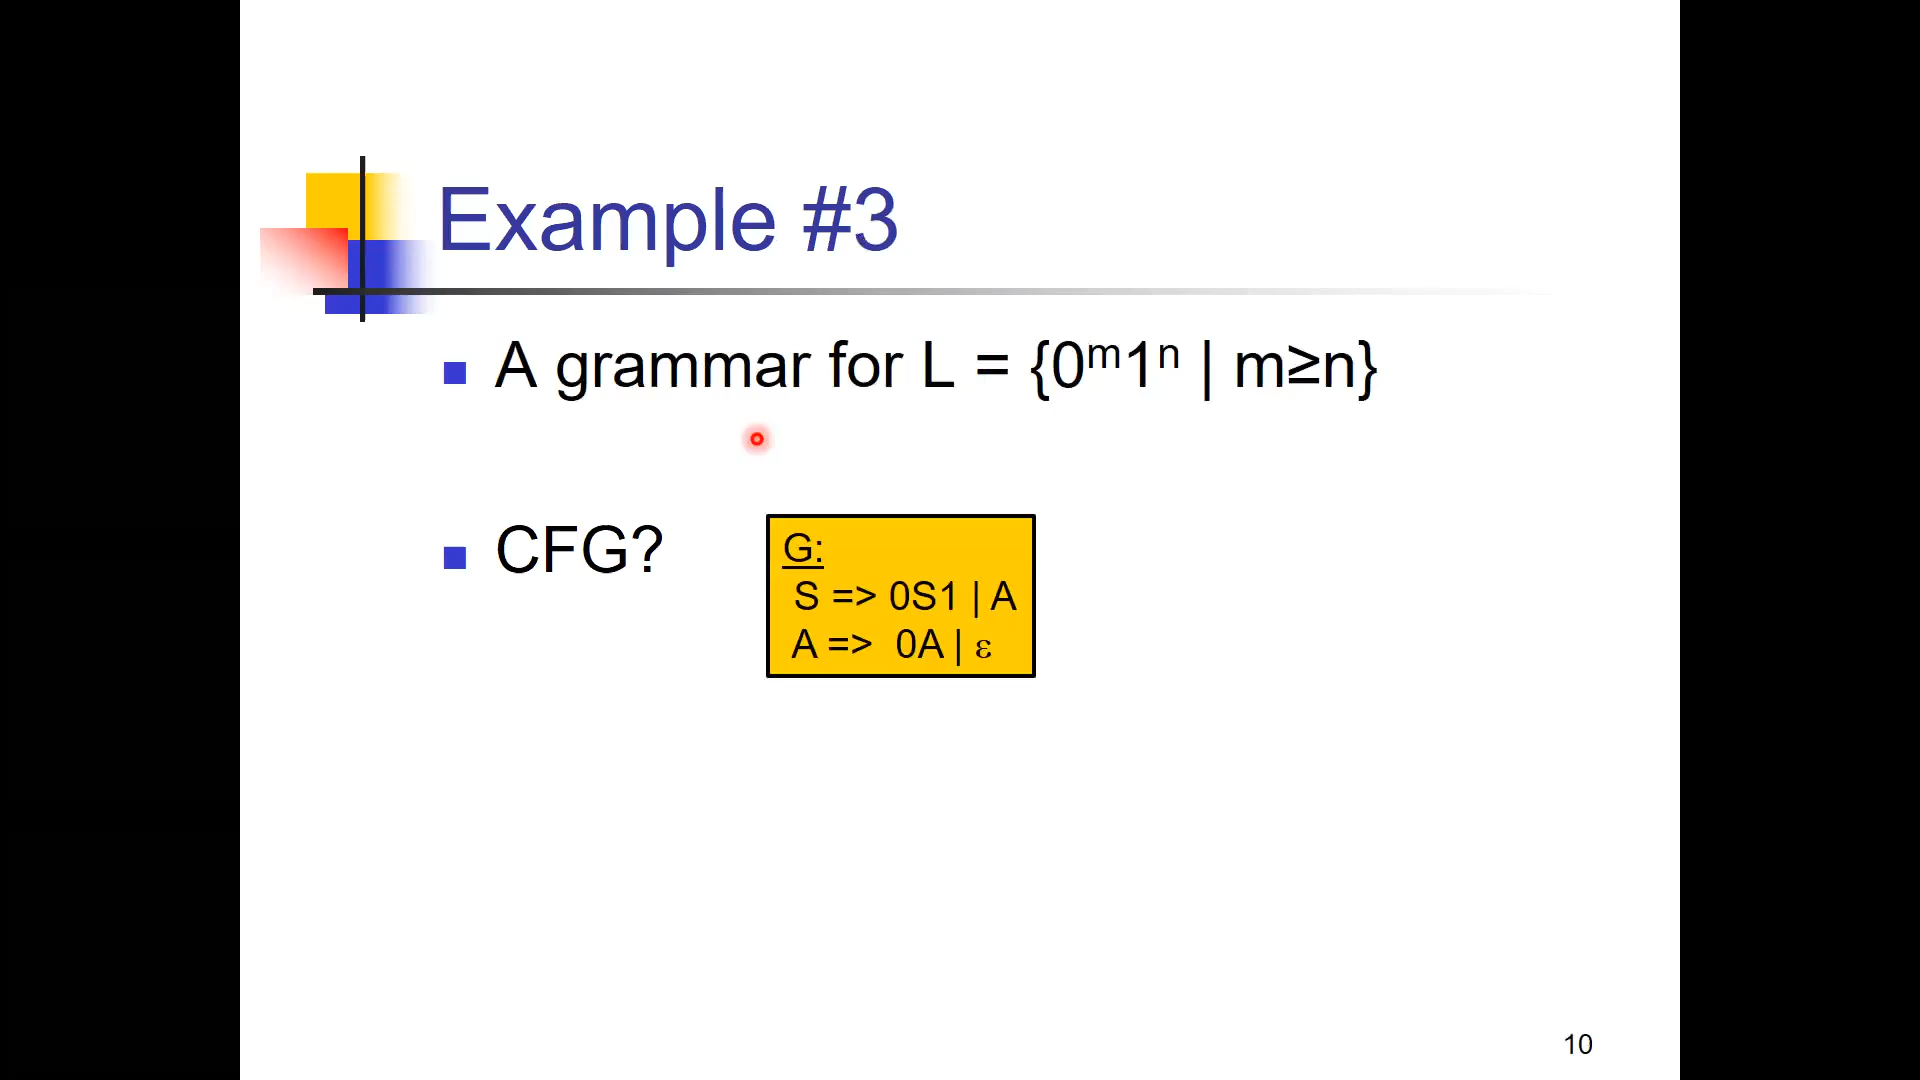 Example #3
A grammar for L = {0ᵐ1ⁿ | m≥n}
CFG?
G:
S => 0S1 | A
A => 0A | ε
10